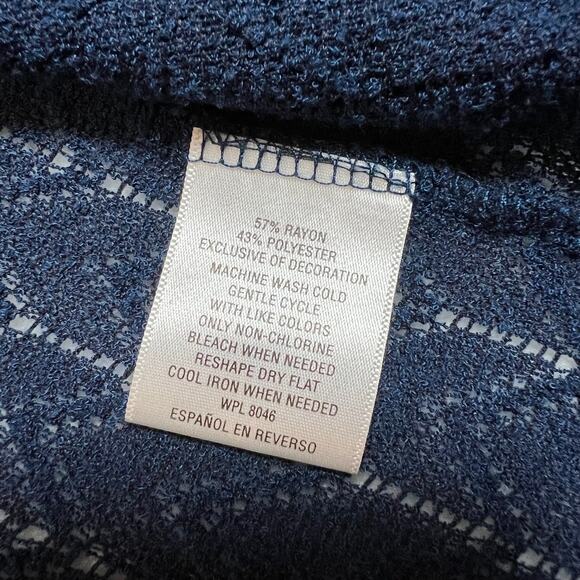 57% RAYON
43% POLYESTER
EXCLUSIVE OF DECORATION
MACHINE WASH COLD
GENTLE CYCLE
WITH LIKE COLORS
ONLY NON-CHLORINE
BLEACH WHEN NEEDED
RESHAPE DRY FLAT
COOL IRON WHEN NEEDED
WPL 8046
ESPAÑOL EN REVERSO